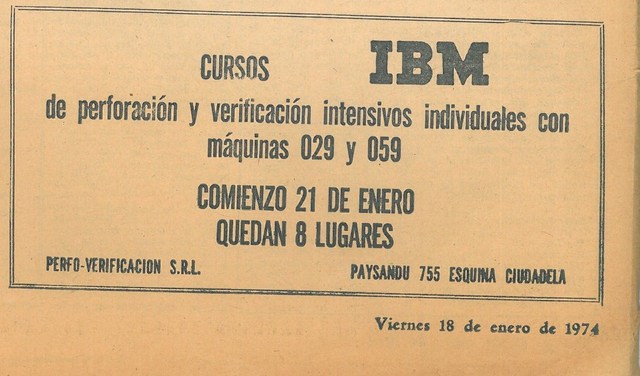 CURSOS IBM
de perforación y verificación intensivos individuales con
máquinas 029 y 059
COMIENZO 21 DE ENERO
QUEDAN 8 LUGARES
PERFO-VERIFICACION S.R.L. PAYSANDU 755 ESQUINA CIUDADELA
Viernes 18 de enero de 1974